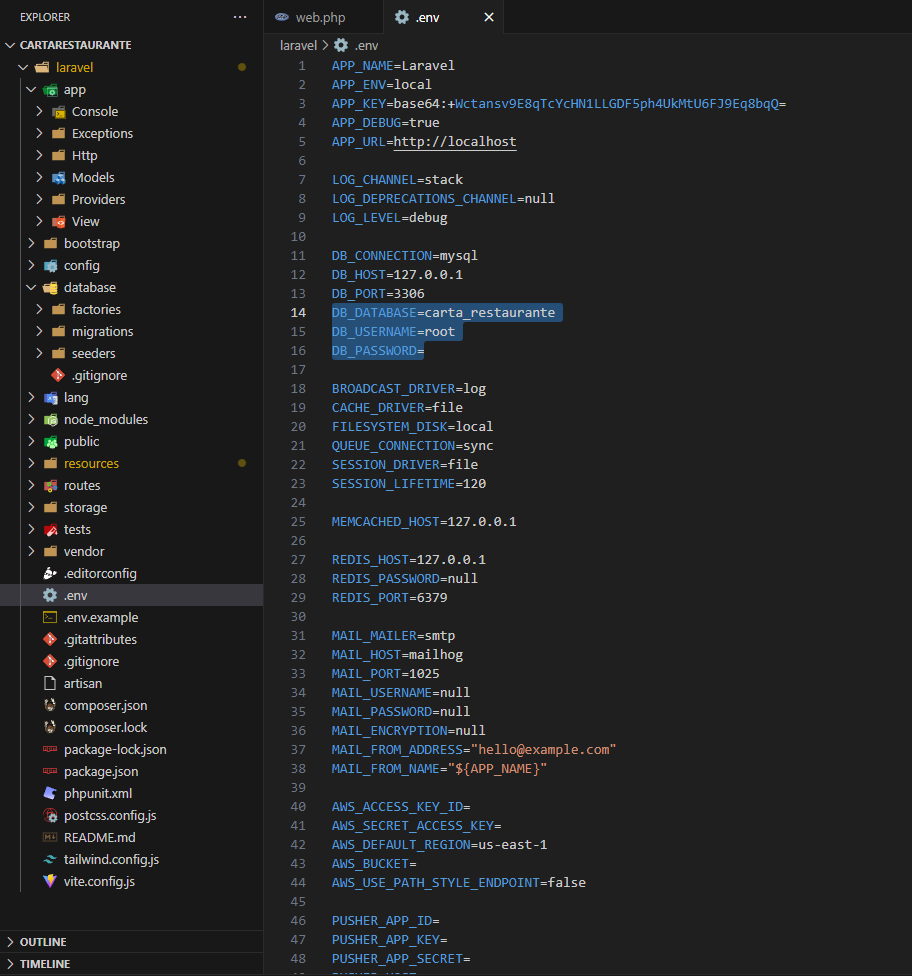 EXPLORER
CARTARESTAURANTE
laravel
app
Console
Exceptions
Http
Models
Providers
View
bootstrap
config
database
factories
migrations
seeders
.gitignore
lang
node_modules
public
resources
routes
storage
tests
vendor
.editorconfig
.env
.env.example
.gitattributes
.gitignore
artisan
composer.json
composer.lock
package-lock.json
package.json
phpunit.xml
postcss.config.js
README.md
tailwind.config.js
vite.config.js
OUTLINE
TIMELINE
web.php
.env
laravel > .env
1 APP_NAME=Laravel
2 APP_ENV=local
3 APP_KEY=base64:+Wctansv9E8qTcYcHN1LLGDF5ph4UkMtU6FJ9Eq8bqQ=
4 APP_DEBUG=true
5 APP_URL=http://localhost
6
7 LOG_CHANNEL=stack
8 LOG_DEPRECATIONS_CHANNEL=null
9 LOG_LEVEL=debug
10
11 DB_CONNECTION=mysql
12 DB_HOST=127.0.0.1
13 DB_PORT=3306
14 DB_DATABASE=carta_restaurante
15 DB_USERNAME=root
16 DB_PASSWORD=
17
18 BROADCAST_DRIVER=log
19 CACHE_DRIVER=file
20 FILESYSTEM_DISK=local
21 QUEUE_CONNECTION=sync
22 SESSION_DRIVER=file
23 SESSION_LIFETIME=120
24
25 MEMCACHED_HOST=127.0.0.1
26
27 REDIS_HOST=127.0.0.1
28 REDIS_PASSWORD=null
29 REDIS_PORT=6379
30
31 MAIL_MAILER=smtp
32 MAIL_HOST=mailhog
33 MAIL_PORT=1025
34 MAIL_USERNAME=null
35 MAIL_PASSWORD=null
36 MAIL_ENCRYPTION=null
37 MAIL_FROM_ADDRESS="hello@example.com"
38 MAIL_FROM_NAME="${APP_NAME}"
39
40 AWS_ACCESS_KEY_ID=
41 AWS_SECRET_ACCESS_KEY=
42 AWS_DEFAULT_REGION=us-east-1
43 AWS_BUCKET=
44 AWS_USE_PATH_STYLE_ENDPOINT=false
45
46 PUSHER_APP_ID=
47 PUSHER_APP_KEY=
48 PUSHER_APP_SECRET=